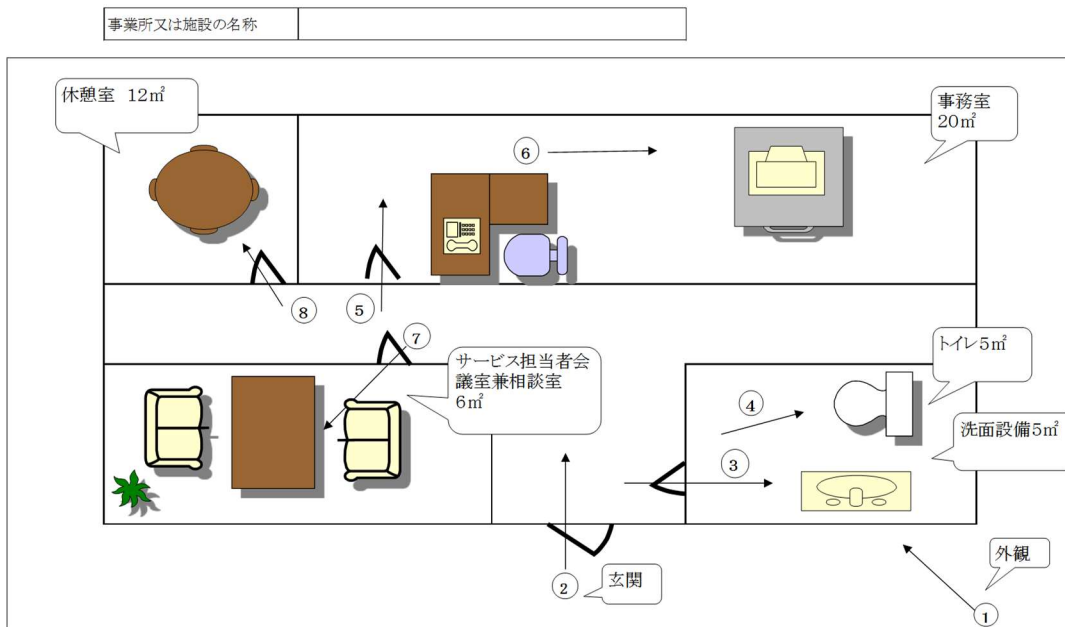 事業所又は施設の名称
休憩室 12㎡
事務室
20㎡
⑥
⑤
⑧
⑦
サービス担当者会
議室兼相談室
6㎡
トイレ5㎡
④
洗面設備5㎡
③
外観
②
玄関
①